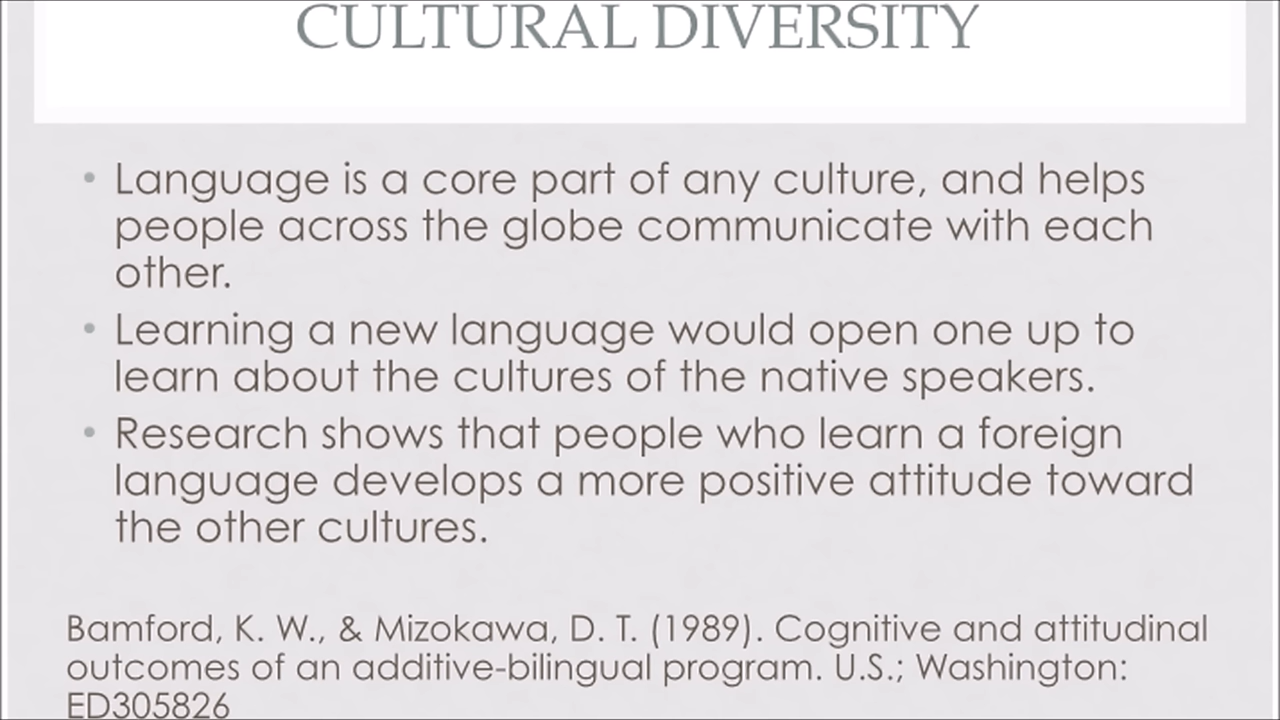 CULTURAL DIVERSITY
• Language is a core part of any culture, and helps
people across the globe communicate with each
other.
• Learning a new language would open one up to
learn about the cultures of the native speakers.
• Research shows that people who learn a foreign
language develops a more positive attitude toward
the other cultures.
Bamford, K. W., & Mizokawa, D. T. (1989). Cognitive and attitudinal
outcomes of an additive-bilingual program. U.S.; Washington:
ED305826